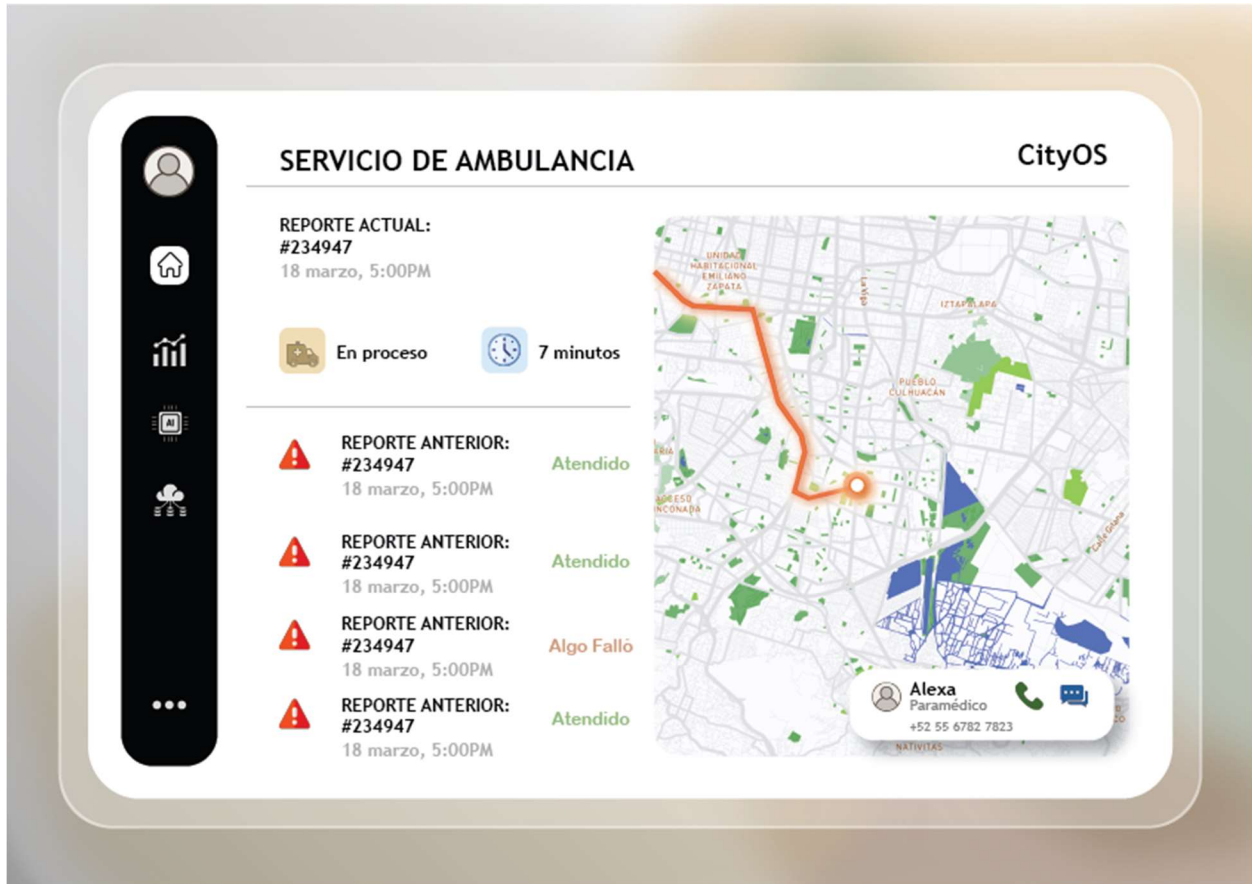 SERVICIO DE AMBULANCIA
CityOS
REPORTE ACTUAL:
#234947
18 marzo, 5:00PM
En proceso
7 minutos
AI
REPORTE ANTERIOR:
#234947
Atendido
18 marzo, 5:00PM
REPORTE ANTERIOR:
#234947
Atendido
18 marzo, 5:00PM
REPORTE ANTERIOR:
#234947
Algo Falló
18 marzo, 5:00PM
REPORTE ANTERIOR:
#234947
Atendido
18 marzo, 5:00PM
UNIDAD
HABITACIONAL
EMILIANO
ZAPATA
La Viga
IZTAPALAPA
PUEBLO
CULHUACÁN
Alexa
Paramédico
+52 55 6782 7823
NATIVITAS